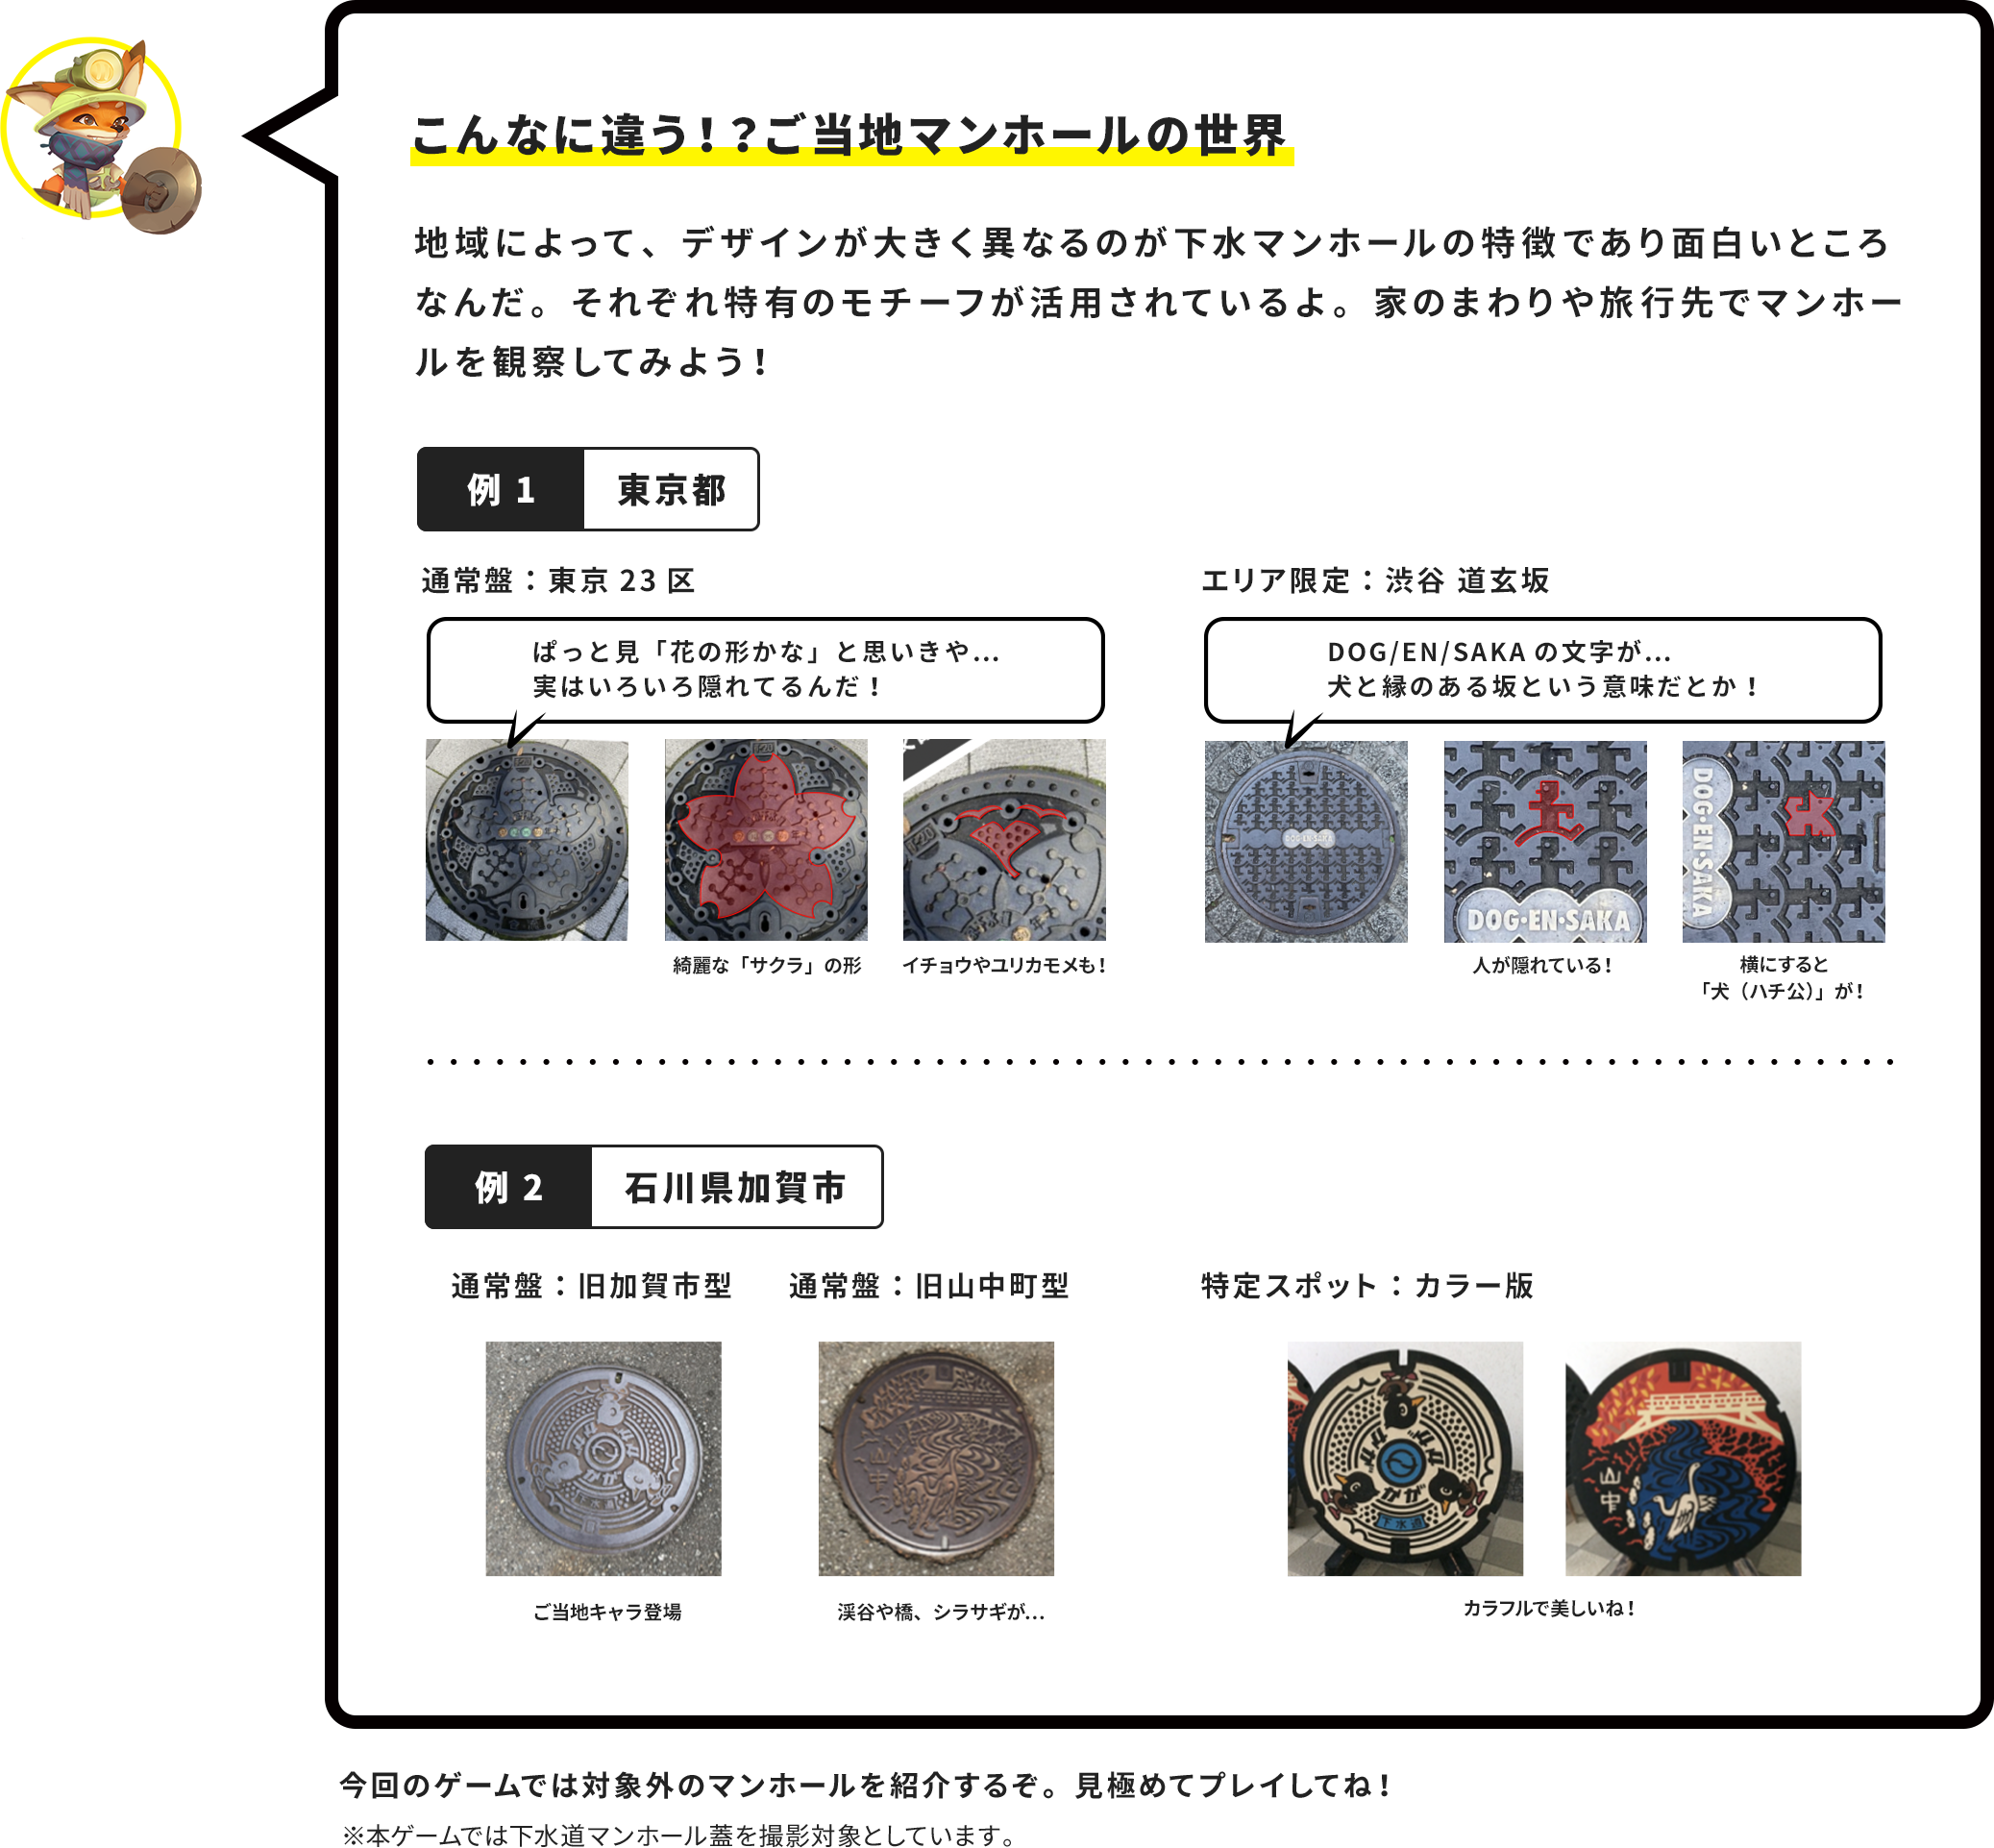 こんなに違う！？ご当地マンホールの世界
地域によって、デザインが大きく異なるのが下水マンホールの特徴であり面白いところ
なんだ。それぞれ特有のモチーフが活用されているよ。家のまわりや旅行先でマンホー
ルを観察してみよう！
例 1 東京都
通常盤：東京 23 区
エリア限定：渋谷 道玄坂
ぱっと見「花の形かな」と思いきや…
実はいろいろ隠れてるんだ！
DOG/EN/SAKA の文字が…
犬と縁のある坂という意味だとか！
DOG・EN・SAKA
DOG・EN・SAKA
DOG・EN・SAKA
綺麗な「サクラ」の形
イチョウやユリカモメも！
人が隠れている！
横にすると
「犬（ハチ公）」が！
例 2 石川県加賀市
通常盤：旧加賀市型
通常盤：旧山中町型
特定スポット：カラー版
かが
下水道
かが
下水道
山中
ご当地キャラ登場
渓谷や橋、シラサギが…
カラフルで美しいね！
今回のゲームでは対象外のマンホールを紹介するぞ。見極めてプレイしてね！
※本ゲームでは下水道マンホール蓋を撮影対象としています。